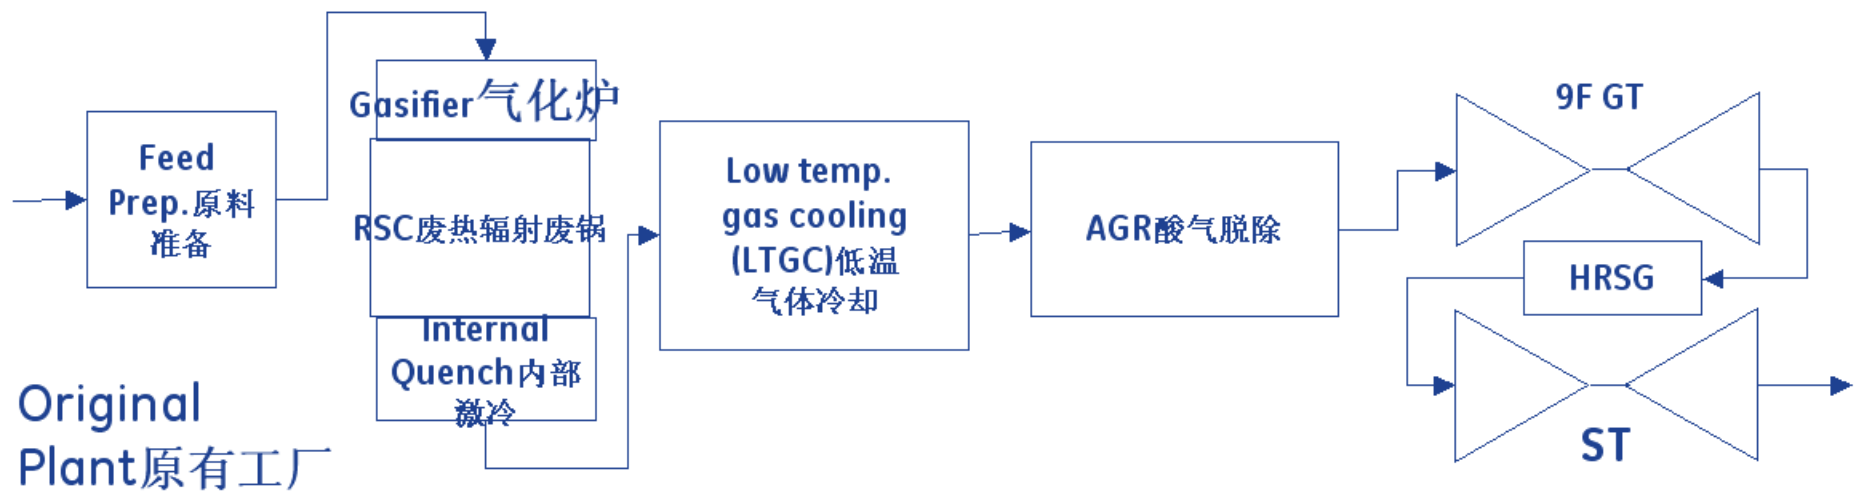 Feed
Prep.原料
准备
Gasifier气化炉
RSC废热辐射废锅
Internal
Quench内部
激冷
Low temp.
gas cooling
(LTGC)低温
气体冷却
AGR酸气脱除
9F GT
HRSG
ST
Original
Plant原有工厂